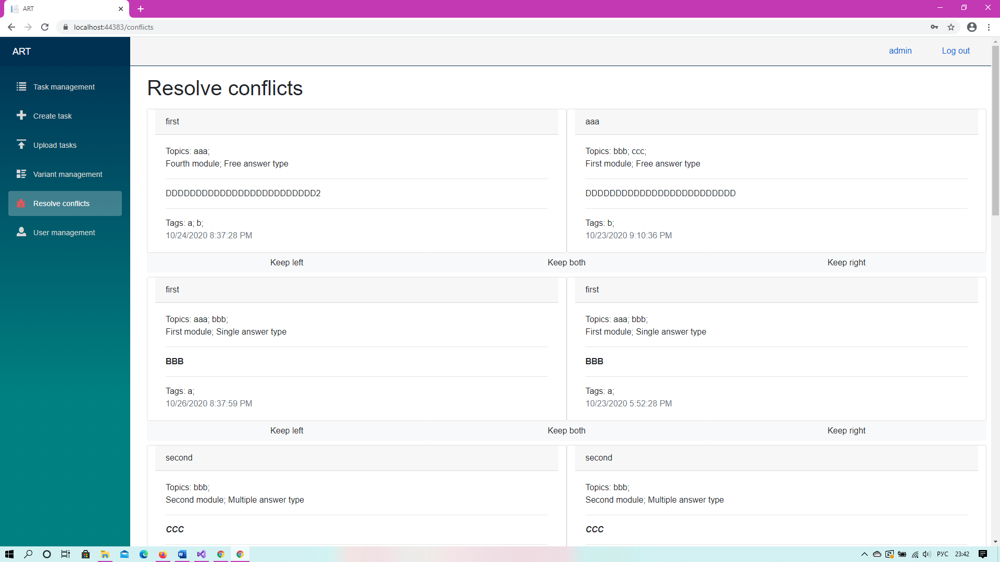 ART
localhost:44383/conflicts
ART
admin
Log out
Task management
Create task
Upload tasks
Variant management
Resolve conflicts
User management
Resolve conflicts
first
Topics: aaa;
Fourth module; Free answer type
DDDDDDDDDDDDDDDDDDDDDDDDD2
Tags: a; b;
10/24/2020 8:37:28 PM
aaa
Topics: bbb; ccc;
First module; Free answer type
DDDDDDDDDDDDDDDDDDDDDDDDD
Tags: b;
10/23/2020 9:10:36 PM
Keep left
Keep both
Keep right
first
Topics: aaa; bbb;
First module; Single answer type
BBB
Tags: a;
10/26/2020 8:37:59 PM
first
Topics: aaa; bbb;
First module; Single answer type
BBB
Tags: a;
10/23/2020 5:52:28 PM
Keep left
Keep both
Keep right
second
Topics: bbb;
Second module; Multiple answer type
CCC
second
Topics: bbb;
Second module; Multiple answer type
CCC
РУС
23:42